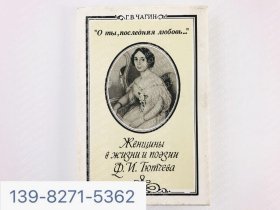 Г. В. ЧАГИН
"О ты, последняя любовь..."
Женщины
в жизни и поэзии
Ф. И. Тютчева
139-8271-5362